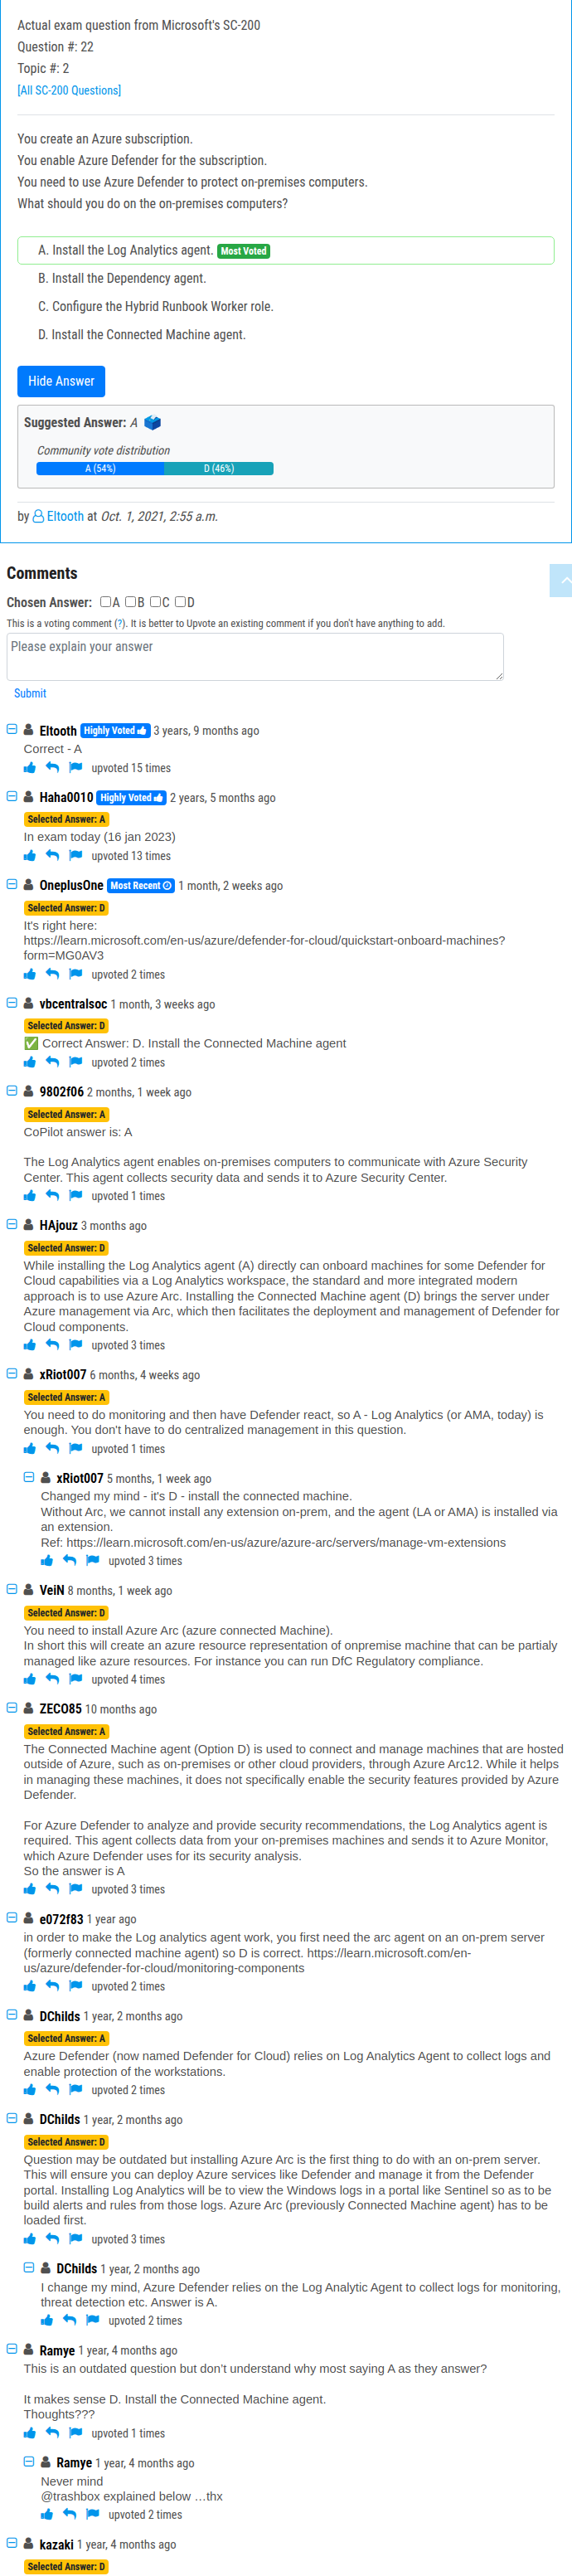 Actual exam question from Microsoft's SC-200
Question #: 22
Topic #: 2
[All SC-200 Questions]
You create an Azure subscription.
You enable Azure Defender for the subscription.
You need to use Azure Defender to protect on-premises computers.
What should you do on the on-premises computers?
A. Install the Log Analytics agent. Most Voted
B. Install the Dependency agent.
C. Configure the Hybrid Runbook Worker role.
D. Install the Connected Machine agent.
Hide Answer
Suggested Answer: A
Community vote distribution
A (54%) D (46%)
by Eltooth at Oct. 1, 2021, 2:55 a.m.
Comments
Chosen Answer: A B C D
This is a voting comment (?). It is better to Upvote an existing comment if you don't have anything to add.
Please explain your answer
Submit
Eltooth Highly Voted 3 years, 9 months ago
Correct - A
upvoted 15 times
Haha0010 Highly Voted 2 years, 5 months ago
Selected Answer: A
In exam today (16 jan 2023)
upvoted 13 times
OneplusOne Most Recent 1 month, 2 weeks ago
Selected Answer: D
It's right here:
https://learn.microsoft.com/en-us/azure/defender-for-cloud/quickstart-onboard-machines?
form=MG0AV3
upvoted 2 times
vbcentralsoc 1 month, 3 weeks ago
Selected Answer: D
✅ Correct Answer: D. Install the Connected Machine agent
upvoted 2 times
9802f06 2 months, 1 week ago
Selected Answer: A
CoPilot answer is: A
The Log Analytics agent enables on-premises computers to communicate with Azure Security
Center. This agent collects security data and sends it to Azure Security Center.
upvoted 1 times
HAjouz 3 months ago
Selected Answer: D
While installing the Log Analytics agent (A) directly can onboard machines for some Defender for
Cloud capabilities via a Log Analytics workspace, the standard and more integrated modern
approach is to use Azure Arc. Installing the Connected Machine agent (D) brings the server under
Azure management via Arc, which then facilitates the deployment and management of Defender for
Cloud components.
upvoted 3 times
xRiot007 6 months, 4 weeks ago
Selected Answer: A
You need to do monitoring and then have Defender react, so A - Log Analytics (or AMA, today) is
enough. You don't have to do centralized management in this question.
upvoted 1 times
xRiot007 5 months, 1 week ago
Changed my mind - it's D - install the connected machine.
Without Arc, we cannot install any extension on-prem, and the agent (LA or AMA) is installed via
an extension.
Ref: https://learn.microsoft.com/en-us/azure/azure-arc/servers/manage-vm-extensions
upvoted 3 times
VeiN 8 months, 1 week ago
Selected Answer: D
You need to install Azure Arc (azure connected Machine).
In short this will create an azure resource representation of onpremise machine that can be partialy
managed like azure resources. For instance you can run DfC Regulatory compliance.
upvoted 4 times
ZECO85 10 months ago
Selected Answer: A
The Connected Machine agent (Option D) is used to connect and manage machines that are hosted
outside of Azure, such as on-premises or other cloud providers, through Azure Arc12. While it helps
in managing these machines, it does not specifically enable the security features provided by Azure
Defender.
For Azure Defender to analyze and provide security recommendations, the Log Analytics agent is
required. This agent collects data from your on-premises machines and sends it to Azure Monitor,
which Azure Defender uses for its security analysis.
So the answer is A
upvoted 3 times
e072f83 1 year ago
in order to make the Log analytics agent work, you first need the arc agent on an on-prem server
(formerly connected machine agent) so D is correct. https://learn.microsoft.com/en-
us/azure/defender-for-cloud/monitoring-components
upvoted 2 times
DChilds 1 year, 2 months ago
Selected Answer: A
Azure Defender (now named Defender for Cloud) relies on Log Analytics Agent to collect logs and
enable protection of the workstations.
upvoted 2 times
DChilds 1 year, 2 months ago
Selected Answer: D
Question may be outdated but installing Azure Arc is the first thing to do with an on-prem server.
This will ensure you can deploy Azure services like Defender and manage it from the Defender
portal. Installing Log Analytics will be to view the Windows logs in a portal like Sentinel so as to be
build alerts and rules from those logs. Azure Arc (previously Connected Machine agent) has to be
loaded first.
upvoted 3 times
DChilds 1 year, 2 months ago
I change my mind, Azure Defender relies on the Log Analytic Agent to collect logs for monitoring,
threat detection etc. Answer is A.
upvoted 2 times
Ramye 1 year, 4 months ago
This is an outdated question but don't understand why most saying A as they answer?
It makes sense D. Install the Connected Machine agent.
Thoughts???
upvoted 1 times
Ramye 1 year, 4 months ago
Never mind
@trashbox explained below …thx
upvoted 2 times
kazaki 1 year, 4 months ago
Selected Answer: D